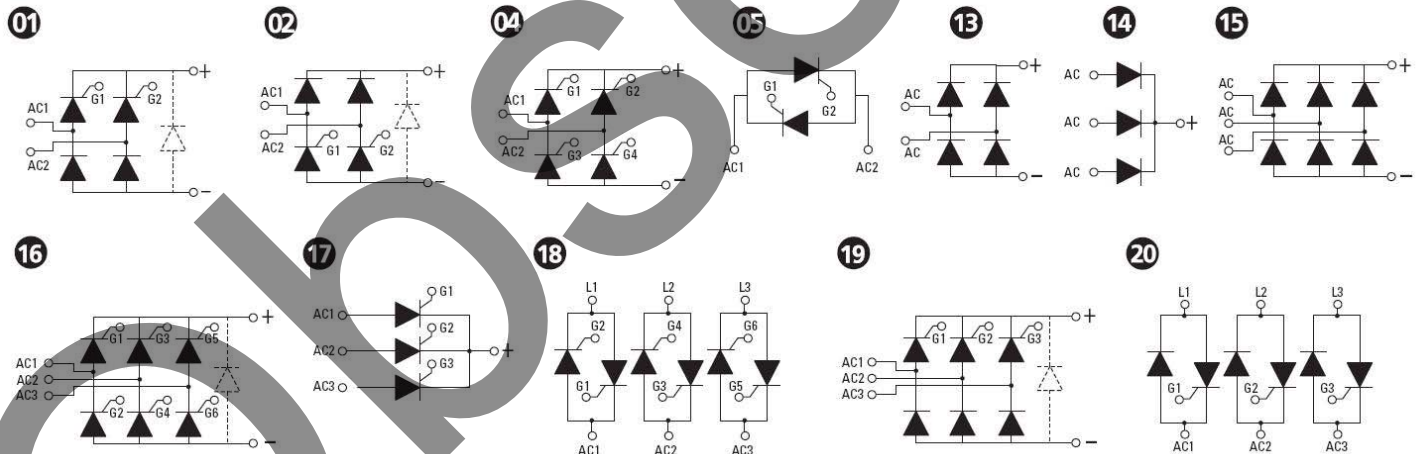 01
02
04
05
13
14
15
+
G1
G2
AC1
AC2
−
+
AC1
AC2
G1
G2
−
+
G1
G2
AC1
AC2
G3
G4
−
G1
G2
AC1
AC2
+
AC
AC
−
AC
AC
+
AC
+
AC
AC
AC
−
16
17
18
19
20
+
G1
G3
G5
AC1
AC2
AC3
G2
G4
G6
−
G1
AC1
G2
AC2
+
G3
AC3
L1
L2
L3
G2
G4
G6
G1
G3
G5
AC1
AC2
AC3
+
G1
G2
G3
AC1
AC2
AC3
−
L1
L2
L3
G1
G2
G3
AC1
AC2
AC3